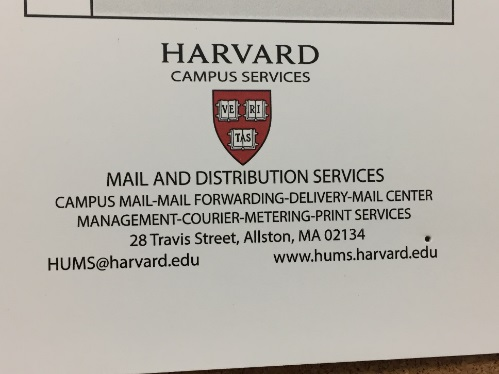 HARVARD
CAMPUS SERVICES
VE RI
TAS
MAIL AND DISTRIBUTION SERVICES
CAMPUS MAIL-MAIL FORWARDING-DELIVERY-MAIL CENTER
MANAGEMENT-COURIER-METERING-PRINT SERVICES
28 Travis Street, Allston, MA 02134
HUMS@harvard.edu www.hums.harvard.edu